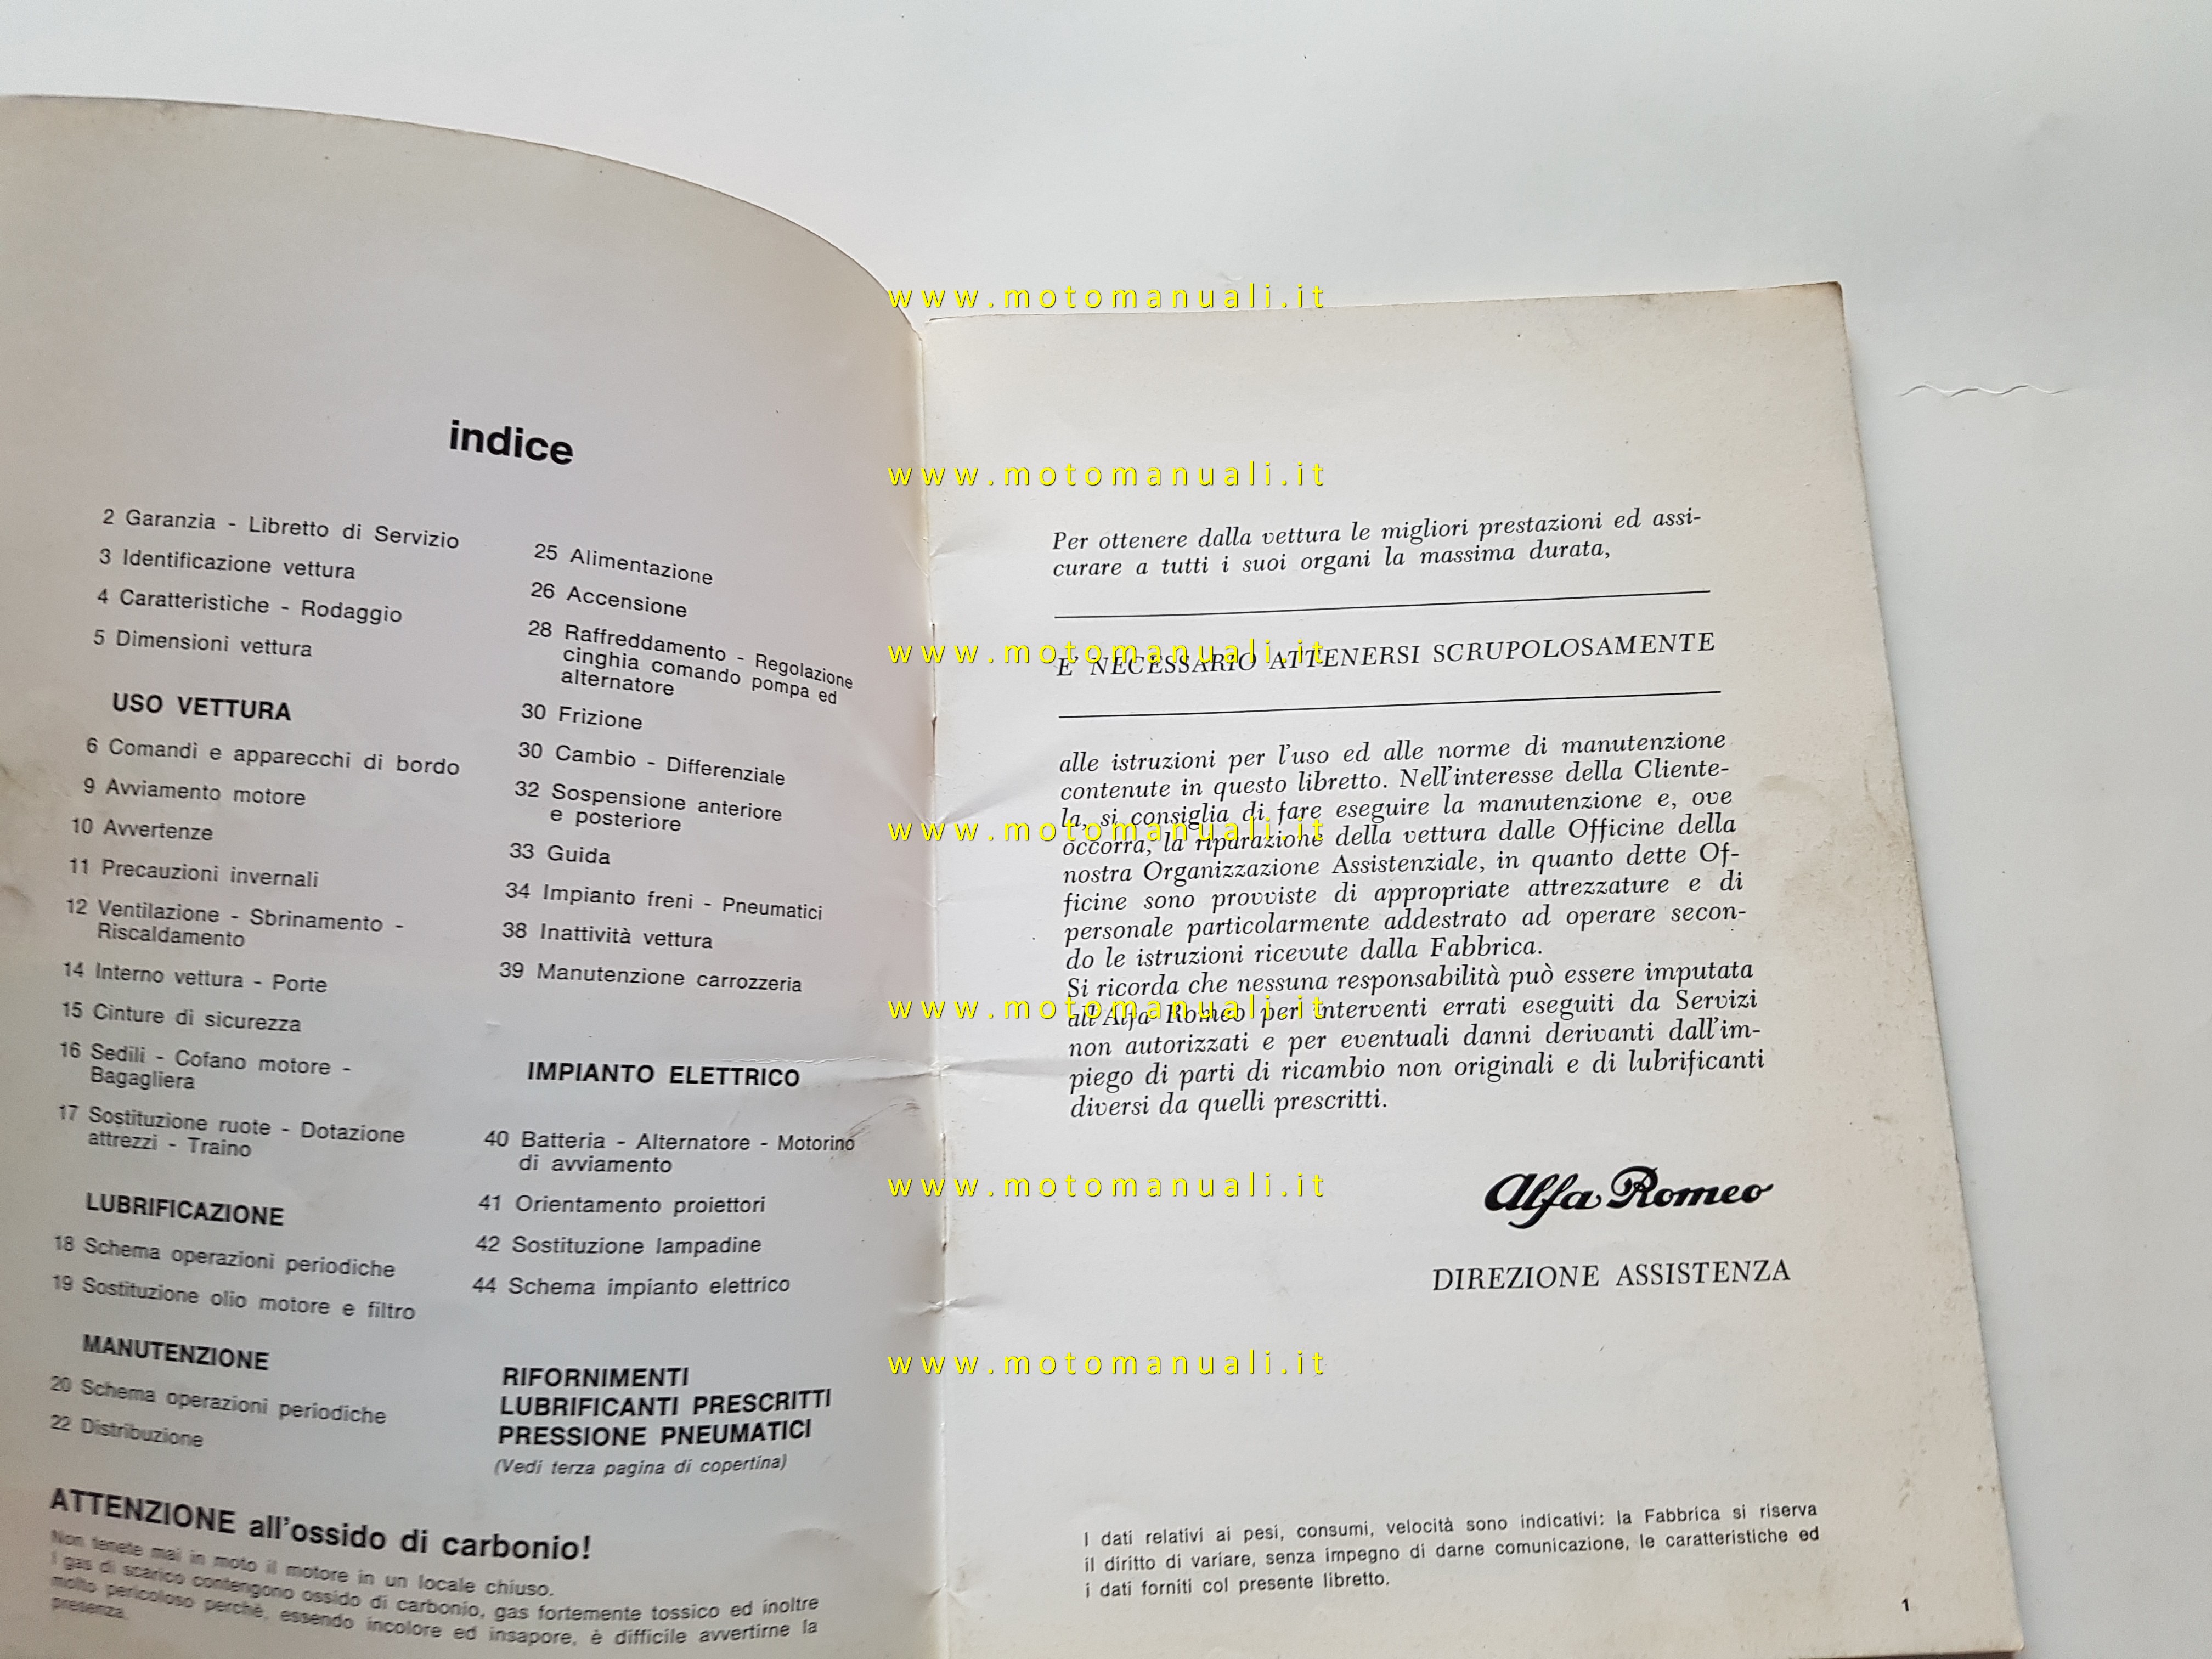 indice
2 Garanzia - Libretto di Servizio
3 Identificazione vettura
4 Caratteristiche - Rodaggio
5 Dimensioni vettura
USO VETTURA
6 Comandi e apparecchi di bordo
9 Avviamento motore
10 Avvertenze
11 Precauzioni invernali
12 Ventilazione - Sbrinamento -
Riscaldamento
14 Interno vettura - Porte
15 Cinture di sicurezza
16 Sedili - Cofano motore -
Bagagliera
17 Sostituzione ruote - Dotazione
attrezzi - Traino
LUBRIFICAZIONE
18 Schema operazioni periodiche
19 Sostituzione olio motore e filtro
MANUTENZIONE
20 Schema operazioni periodiche
22 Distribuzione
25 Alimentazione
26 Accensione
28 Raffreddamento - Regolazione
cinghia comando pompa ed
alternatore
30 Frizione
30 Cambio - Differenziale
32 Sospensione anteriore
e posteriore
33 Guida
34 Impianto freni - Pneumatici
38 Inattività vettura
39 Manutenzione carrozzeria
IMPIANTO ELETTRICO
40 Batteria - Alternatore - Motorino
di avviamento
41 Orientamento proiettori
42 Sostituzione lampadine
44 Schema impianto elettrico
RIFORNIMENTI
LUBRIFICANTI PRESCRITTI
PRESSIONE PNEUMATICI
(Vedi terza pagina di copertina)
ATTENZIONE all'ossido di carbonio!
Non tenete mai in moto il motore in un locale chiuso.
I gas di scarico contengono ossido di carbonio, gas fortemente tossico ed inoltre
molto pericoloso perchè, essendo incolore ed insapore, è difficile avvertirne la
presenza.
Per ottenere dalla vettura le migliori prestazioni ed assi-
curare a tutti i suoi organi la massima durata,
E' NECESSARIO ATTENERSI SCRUPOLOSAMENTE
alle istruzioni per l'uso ed alle norme di manutenzione
contenute in questo libretto. Nell'interesse della Cliente-
la, si consiglia di fare eseguire la manutenzione e, ove
occorra, la riparazione della vettura dalle Officine della
nostra Organizzazione Assistenziale, in quanto dette Of-
ficine sono provviste di appropriate attrezzature e di
personale particolarmente addestrato ad operare secon-
do le istruzioni ricevute dalla Fabbrica.
Si ricorda che nessuna responsabilità può essere imputata
all'Alfa Romeo per interventi errati eseguiti da Servizi
non autorizzati e per eventuali danni derivanti dall'im-
piego di parti di ricambio non originali e di lubrificanti
diversi da quelli prescritti.
Alfa Romeo
DIREZIONE ASSISTENZA
I dati relativi ai pesi, consumi, velocità sono indicativi: la Fabbrica si riserva
il diritto di variare, senza impegno di darne comunicazione, le caratteristiche ed
i dati forniti col presente libretto.
1
www.motomanuali.it
www.motomanuali.it
www.motomanuali.it
www.motomanuali.it
www.motomanuali.it
www.motomanuali.it
www.motomanuali.it